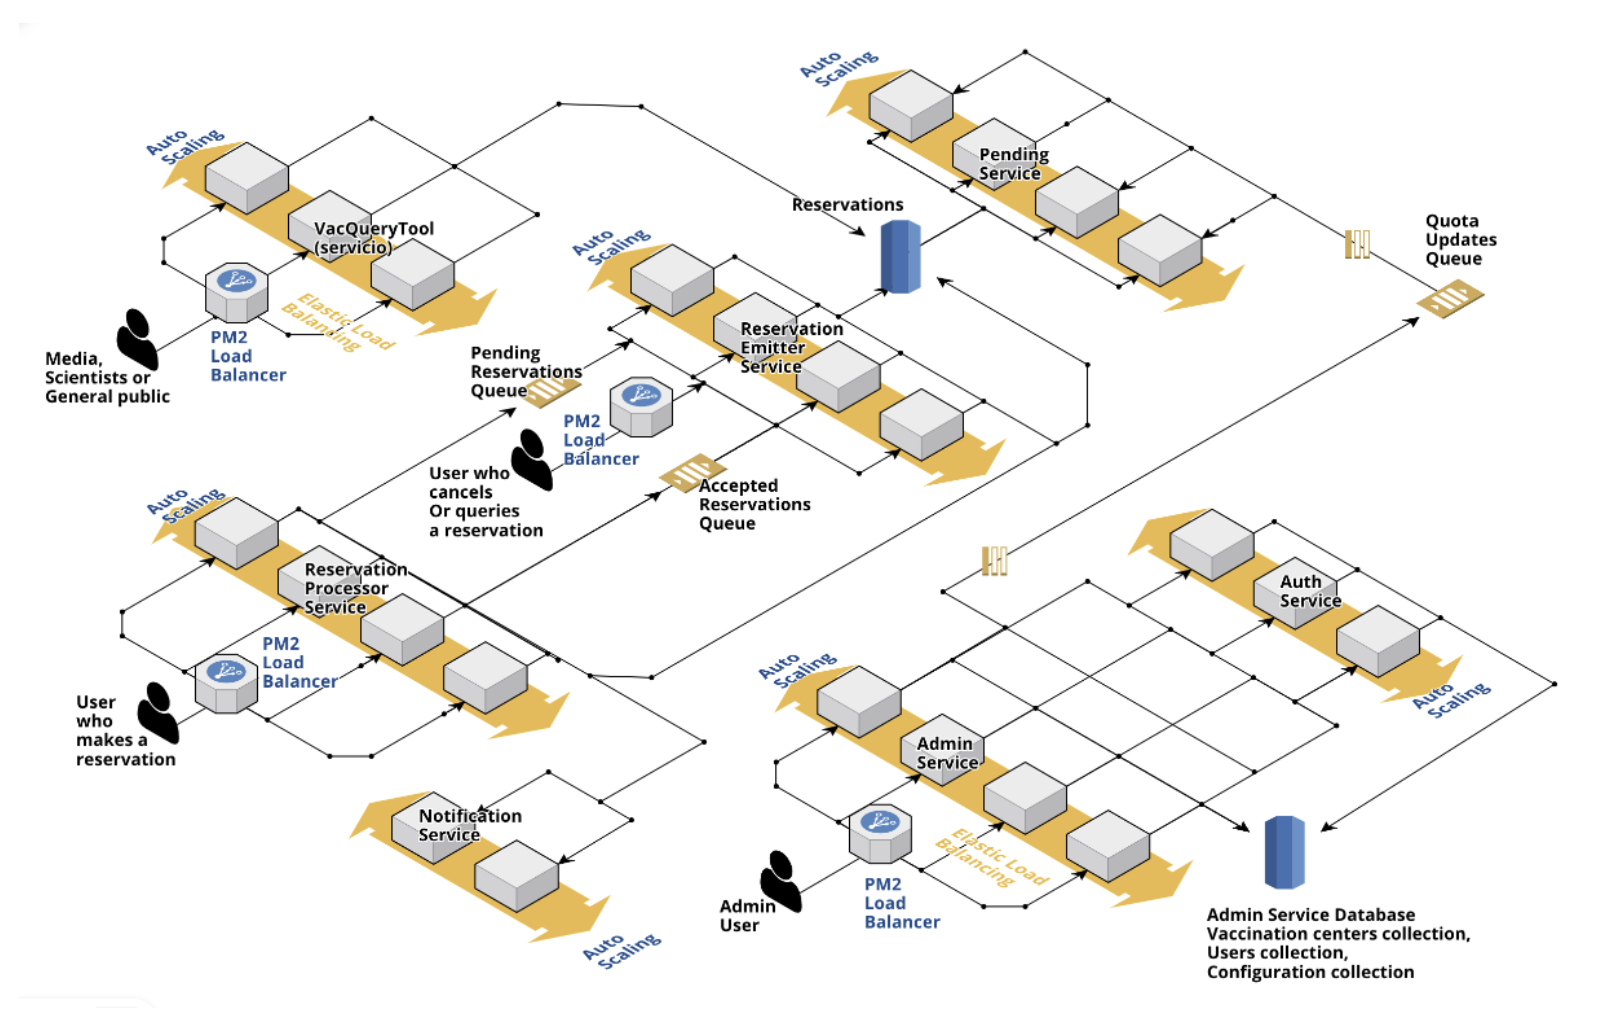 Auto
Scaling
Pending
Service
Auto
Scaling
VacQueryTool
(servicio)
Elastic Load
Balancing
PM2
Load
Balancer
Media,
Scientists or
General public
Reservations
Quota
Updates
Queue
Auto
Scaling
Reservation
Emitter
Service
Pending
Reservations
Queue
PM2
Load
Balancer
User who
cancels
Or queries
a reservation
Accepted
Reservations
Queue
Auto
Scaling
Reservation
Processor
Service
PM2
Load
Balancer
User
who
makes a
reservation
Auth
Service
Auto
Scaling
Auto
Scaling
Admin
Service
Elastic Load
Balancing
PM2
Load
Balancer
Admin
User
Notification
Service
Auto
Scaling
Admin Service Database
Vaccination centers collection,
Users collection,
Configuration collection